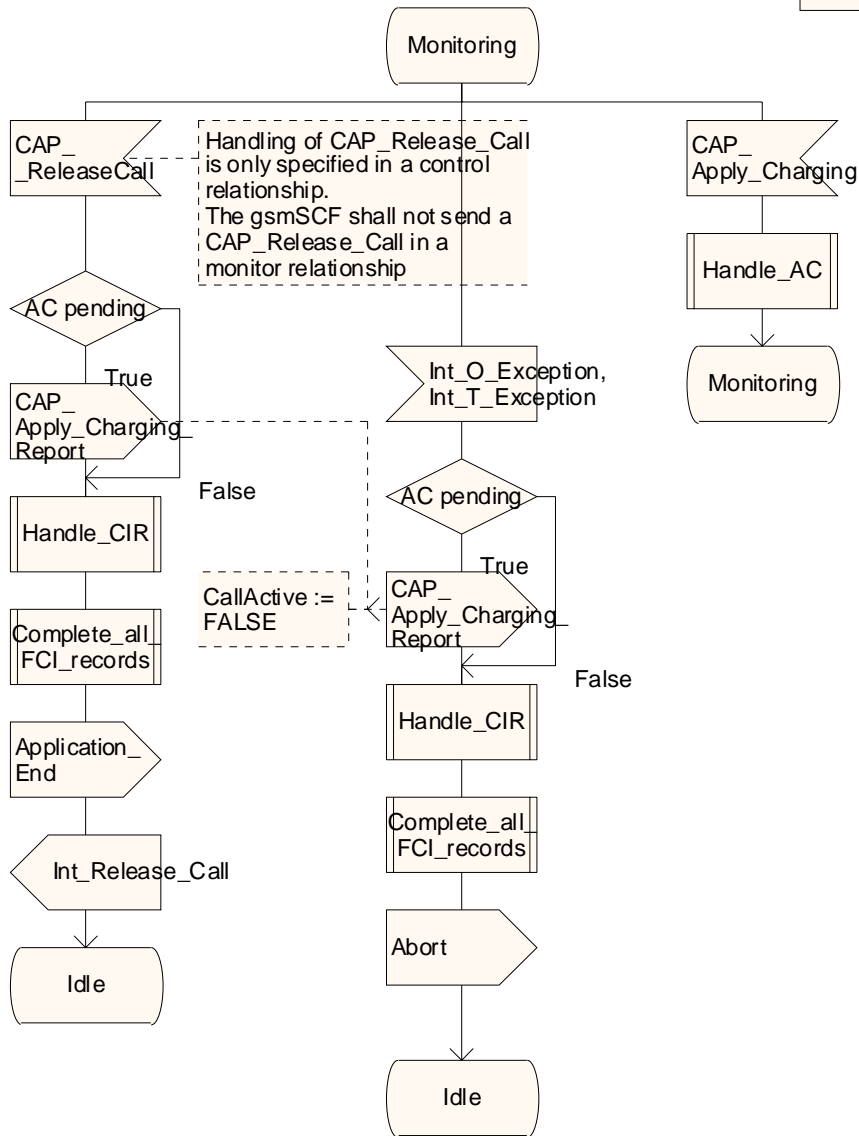 Monitoring
CAP_
_ReleaseCall
Handling of CAP_Release_Call
is only specified in a control
relationship.
The gsmSCF shall not send a
CAP_Release_Call in a
monitor relationship
CAP_
Apply_Charging
Handle_AC
Monitoring
AC pending
True
CAP_
Apply_Charging_
Report
False
Handle_CIR
Complete_all_
FCI_records
Application_
End
Int_Release_Call
Idle
Int_O_Exception,
Int_T_Exception
AC pending
True
CallActive :=
FALSE
CAP_
Apply_Charging_
Report
False
Handle_CIR
Complete_all_
FCI_records
Abort
Idle